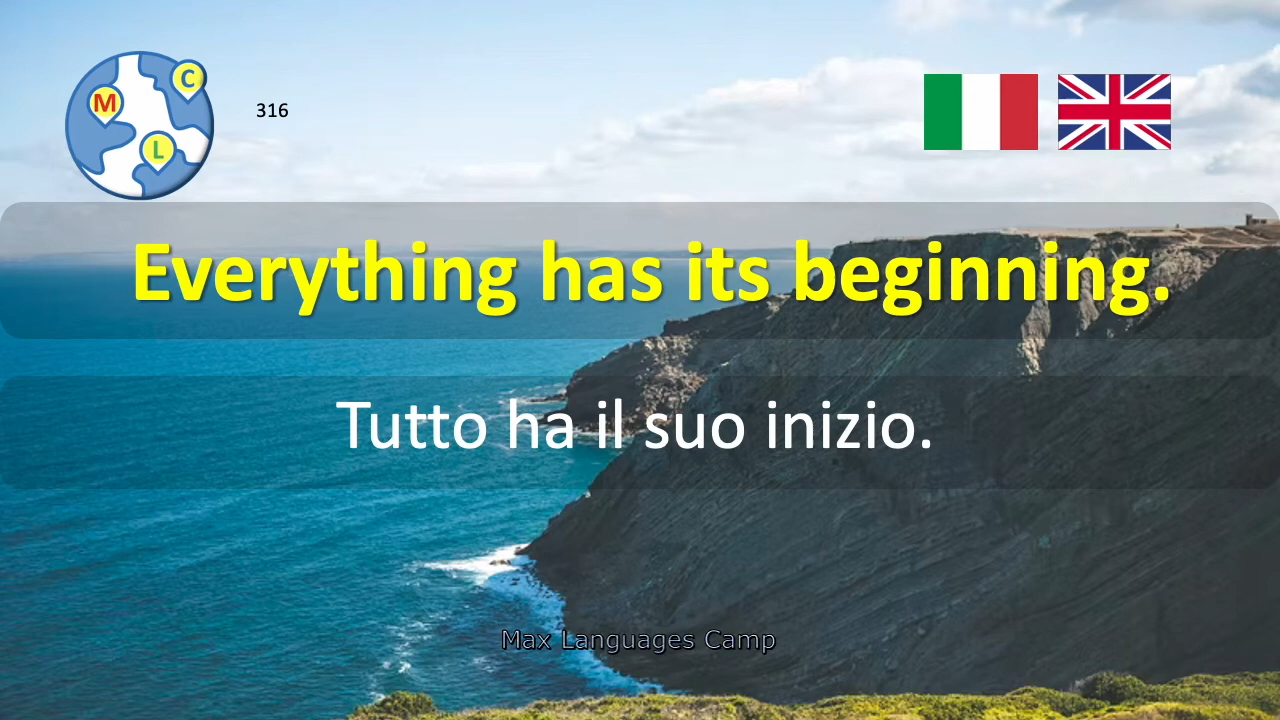 C
M
L
316
Everything has its beginning.
Tutto ha il suo inizio.
Max Languages Camp